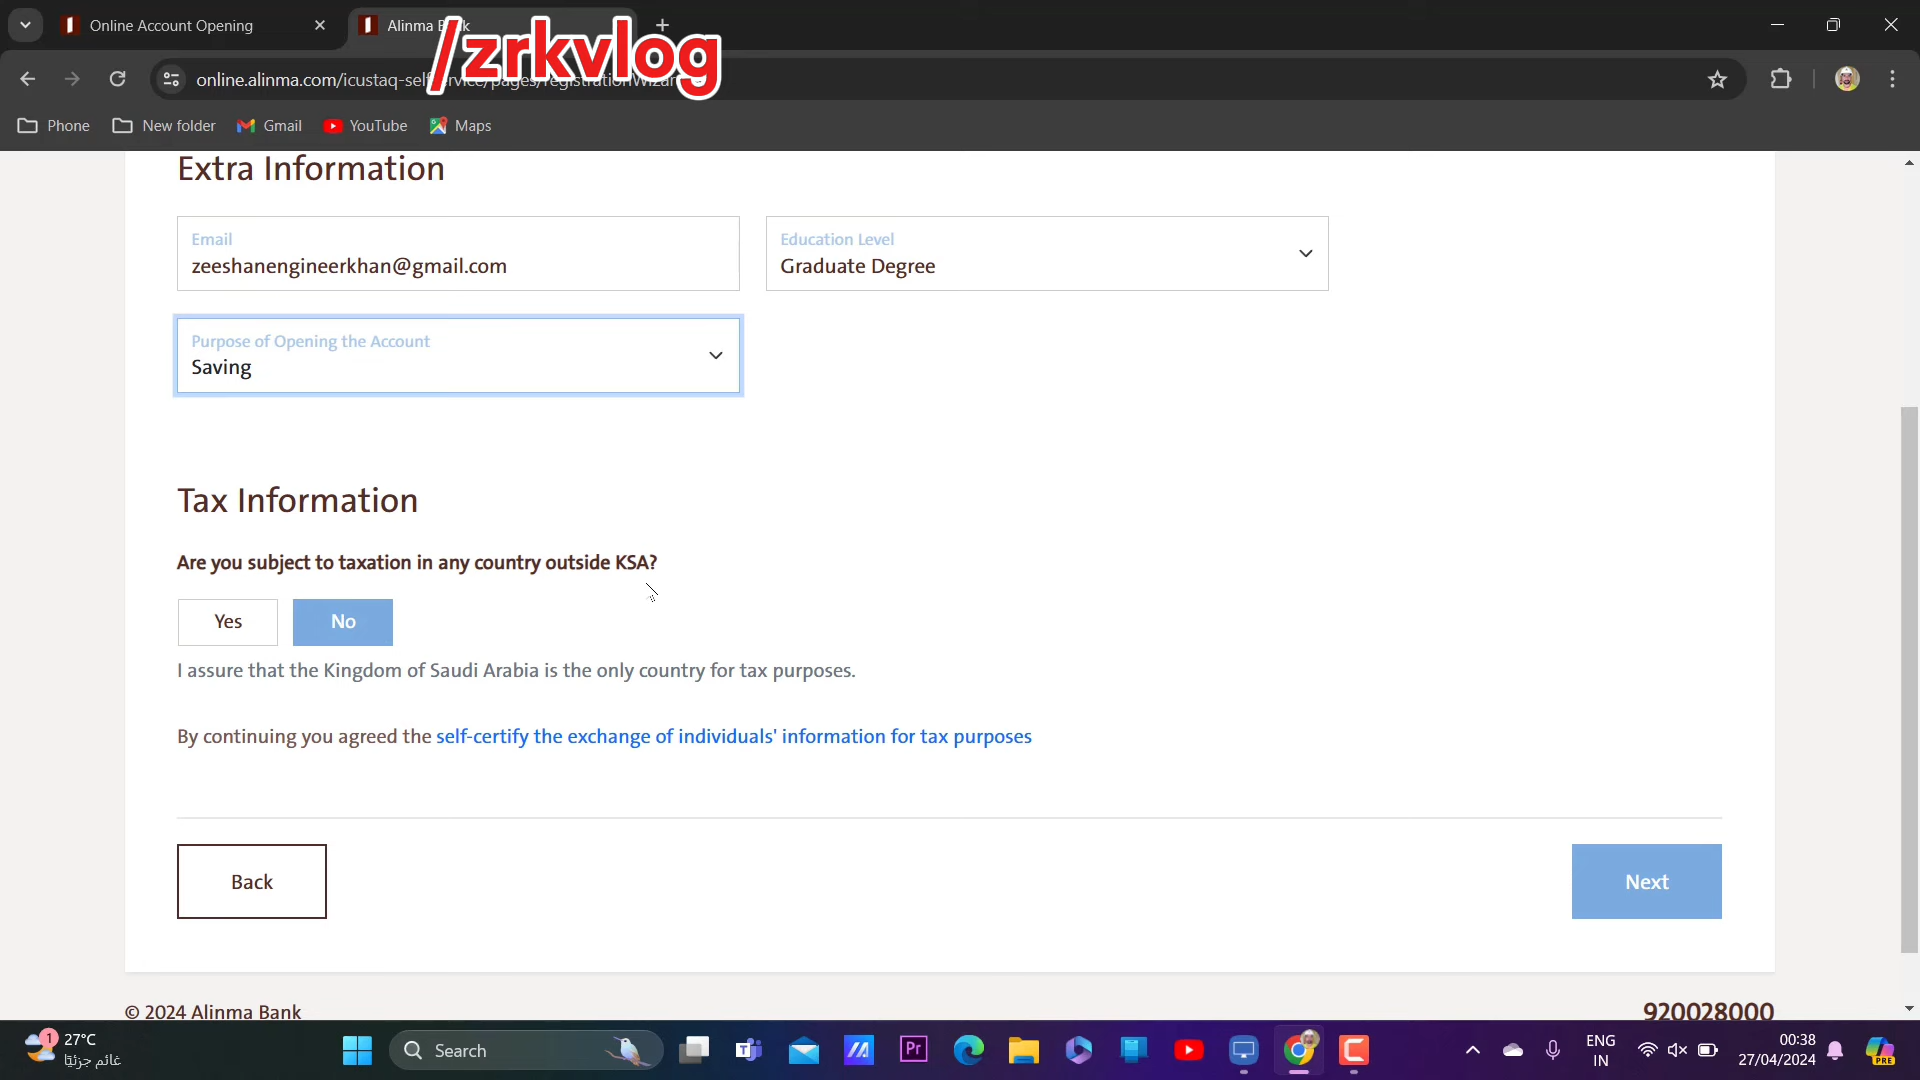 Online Account Opening
Alinma
/zrkvlog
online.alinma.com/icustaq-sel
Phone
New folder
Gmail
YouTube
Maps
Extra Information
Email
zeeshanengineerkhan@gmail.com
Education Level
Graduate Degree
Purpose of Opening the Account
Saving
Tax Information
Are you subject to taxation in any country outside KSA?
Yes
No
I assure that the Kingdom of Saudi Arabia is the only country for tax purposes.
By continuing you agreed the self-certify the exchange of individuals' information for tax purposes
Back
Next
© 2024 Alinma Bank
920028000
1
27°C
غائم جزئيًا
Search
Pr
ENG
IN
00:38
27/04/2024
PRE